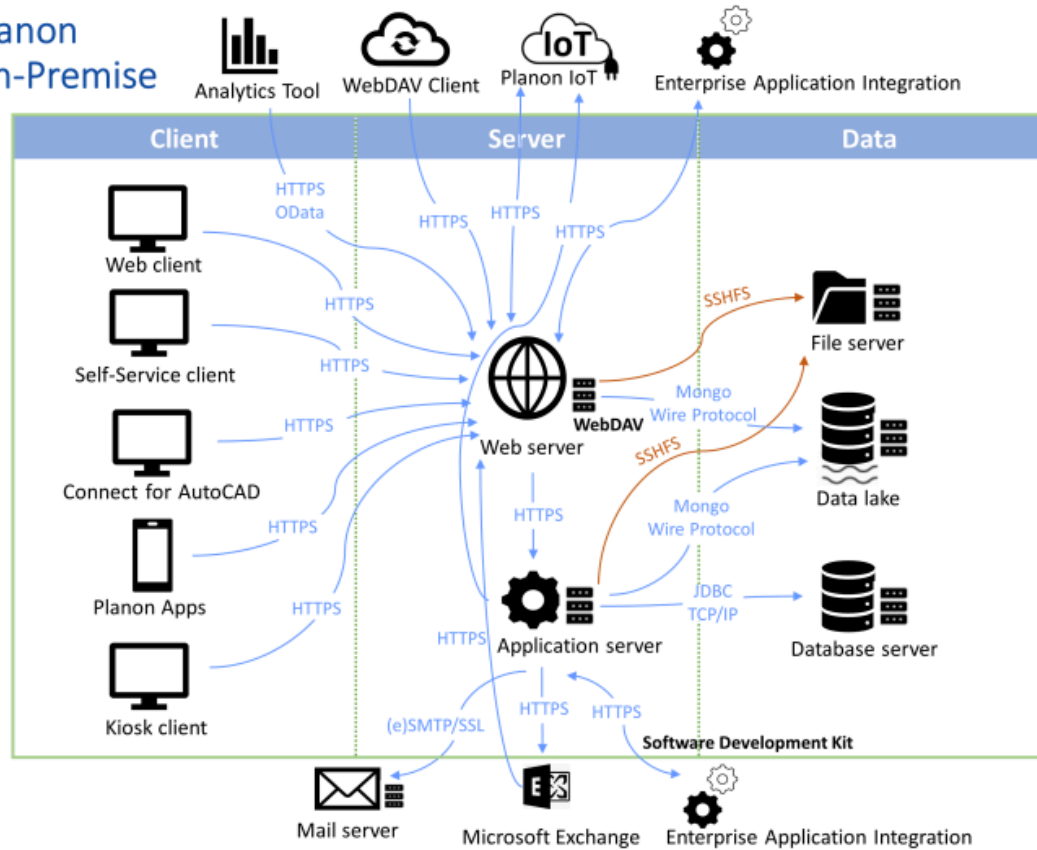 anon
n-Premise
Analytics Tool
WebDAV Client
IoT
Planon IoT
Enterprise Application Integration
Client
Server
Data
HTTPS
OData
HTTPS
HTTPS
HTTPS
Web client
HTTPS
SSHFS
File server
Self-Service client
HTTPS
Mongo
Wire Protocol
WebDAV
Web server
HTTPS
SSHFS
Connect for AutoCAD
Data lake
HTTPS
HTTPS
Mongo
Wire Protocol
Planon Apps
HTTPS
JDBC
TCP/IP
HTTPS
Application server
Database server
Kiosk client
(e)SMTP/SSL
HTTPS
HTTPS
Software Development Kit
E
Mail server
Microsoft Exchange
Enterprise Application Integration